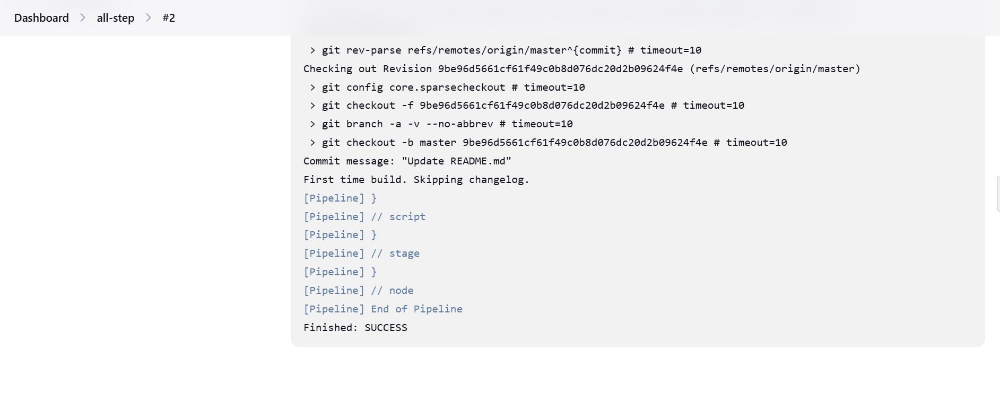 Dashboard > all-step > #2
> git rev-parse refs/remotes/origin/master^{commit} # timeout=10
Checking out Revision 9be96d5661cf61f49c0b8d076dc20d2b09624f4e (refs/remotes/origin/master)
> git config core.sparsecheckout # timeout=10
> git checkout -f 9be96d5661cf61f49c0b8d076dc20d2b09624f4e # timeout=10
> git branch -a -v --no-abbrev # timeout=10
> git checkout -b master 9be96d5661cf61f49c0b8d076dc20d2b09624f4e # timeout=10
Commit message: "Update README.md"
First time build. Skipping changelog.
[Pipeline] }
[Pipeline] // script
[Pipeline] }
[Pipeline] // stage
[Pipeline] }
[Pipeline] // node
[Pipeline] End of Pipeline
Finished: SUCCESS